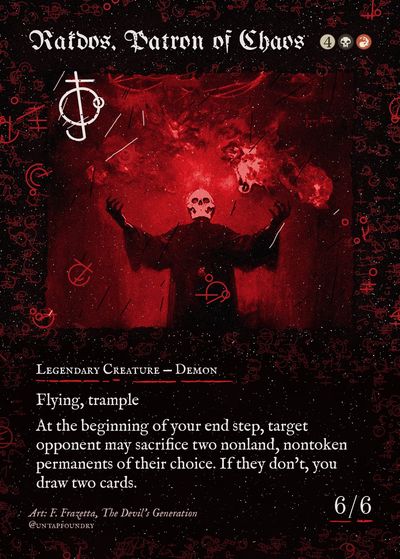 Rakdos, Patron of Chaos 4
Legendary Creature — Demon
Flying, trample
At the beginning of your end step, target
opponent may sacrifice two nonland, nontoken
permanents of their choice. If they don't, you
draw two cards.
6/6
Art: F. Frazetta, The Devil's Generation
@untapfoundry